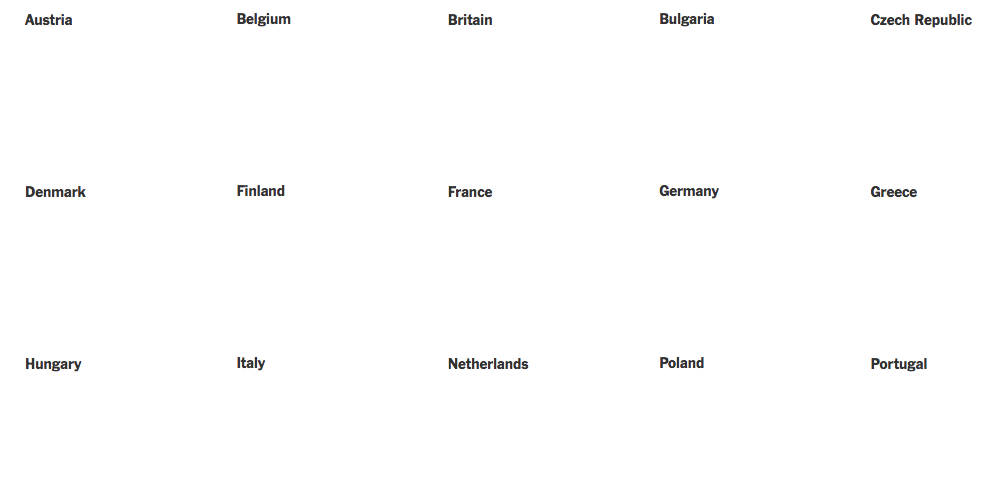 Austria
Belgium
Britain
Bulgaria
Czech Republic
Denmark
Finland
France
Germany
Greece
Hungary
Italy
Netherlands
Poland
Portugal